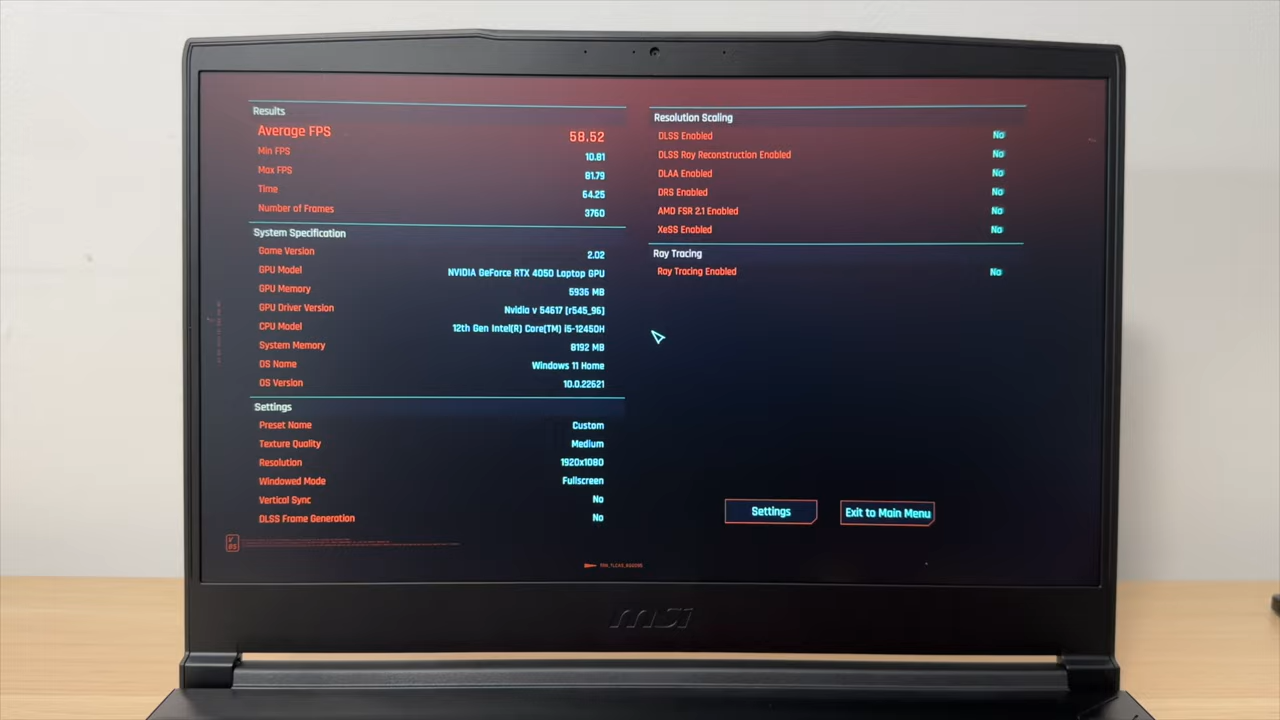 Results
Average FPS 58.52
Min FPS 10.81
Max FPS 81.79
Time 64.25
Number of Frames 3760
System Specification
Game Version 2.02
GPU Model NVIDIA GeForce RTX 4050 Laptop GPU
GPU Memory 5936 MB
GPU Driver Version Nvidia v 54617 [r545_96]
CPU Model 12th Gen Intel(R) Core(TM) i5-12450H
System Memory 8192 MB
OS Name Windows 11 Home
OS Version 10.0.22621
Settings
Preset Name Custom
Texture Quality Medium
Resolution 1920x1080
Windowed Mode Fullscreen
Vertical Sync No
DLSS Frame Generation No
Resolution Scaling
DLSS Enabled No
DLSS Ray Reconstruction Enabled No
DLAA Enabled No
DRS Enabled No
AMD FSR 2.1 Enabled No
XeSS Enabled No
Ray Tracing
Ray Tracing Enabled No
Settings
Exit to Main Menu
msi